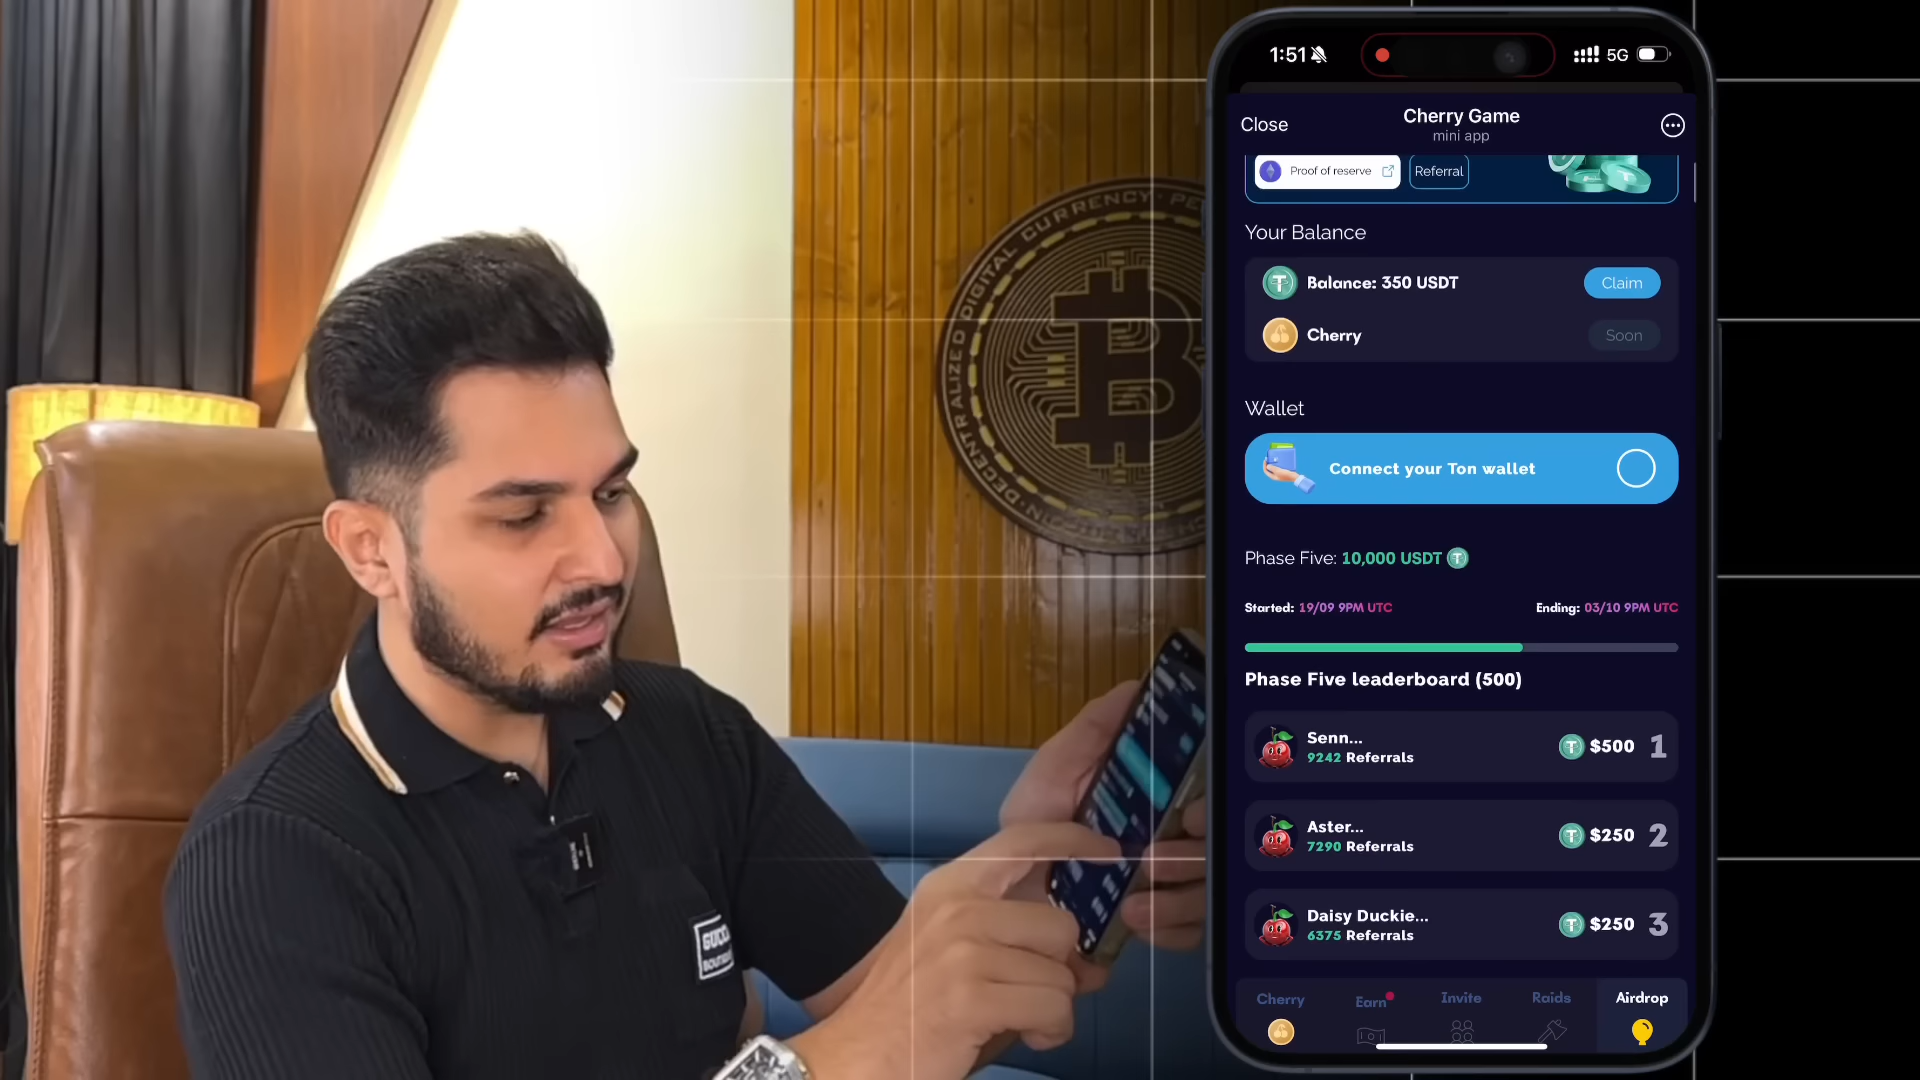 1:51
5G
Close
Cherry Game
mini app
Proof of reserve
Referral
Your Balance
Balance: 350 USDT
Claim
Cherry
Soon
Wallet
Connect your Ton wallet
Phase Five: 10,000 USDT
Started: 19/09 9PM UTC
Ending: 03/10 9PM UTC
Phase Five leaderboard (500)
Senn...
9242 Referrals
$500
1
Aster...
7290 Referrals
$250
2
Daisy Duckie...
6375 Referrals
$250
3
Cherry
Earn
Invite
Raids
Airdrop
DECENTRALIZED DIGITAL CURRENCY
GUCCI